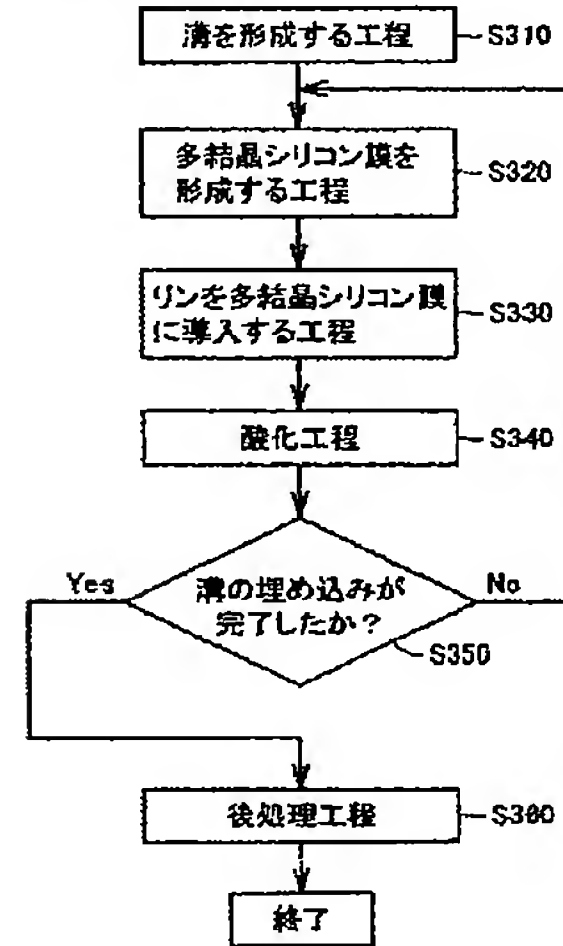 溝を形成する工程
S310
多結晶シリコン膜を
形成する工程
S320
リンを多結晶シリコン膜
に導入する工程
S330
酸化工程
S340
Yes
溝の埋め込みが
完了したか？
No
S350
後処理工程
終了